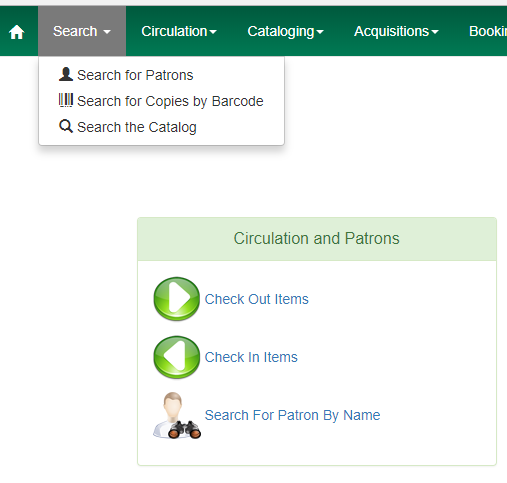 Search Circulation Cataloging Acquisitions
Search for Patrons
Search for Copies by Barcode
Search the Catalog
Circulation and Patrons
Check Out Items
Check In Items
Search For Patron By Name